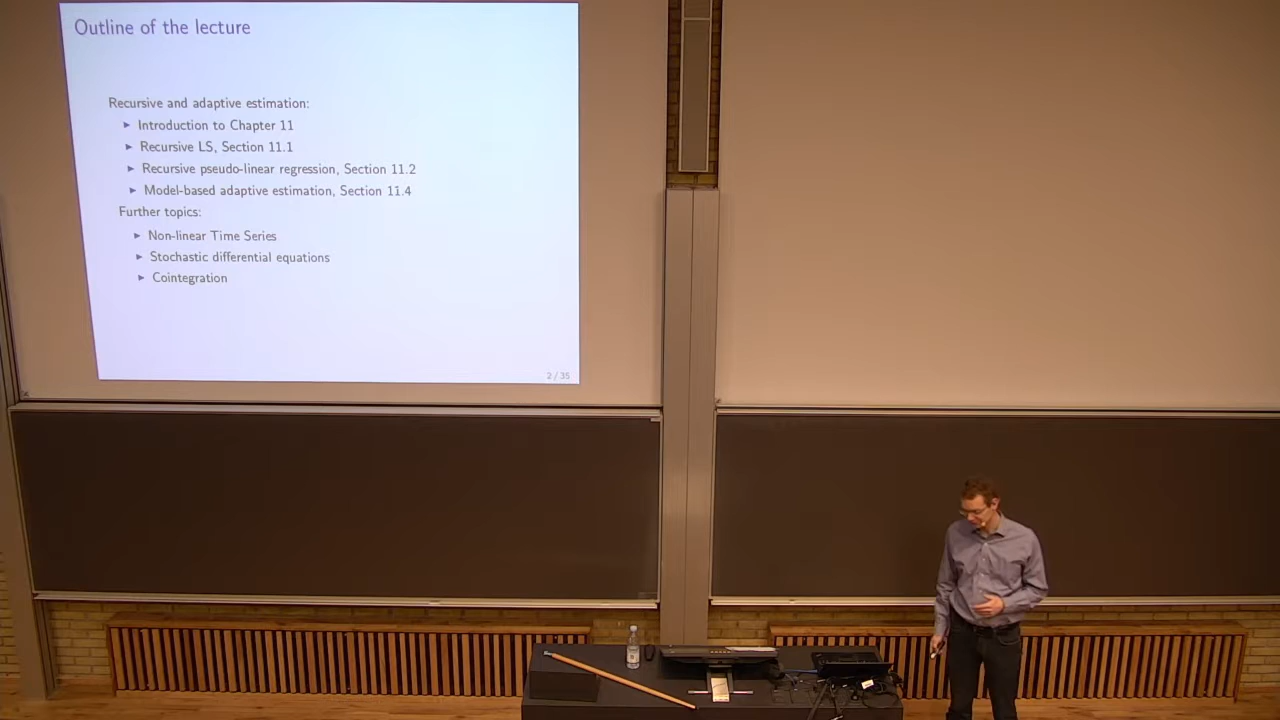 Outline of the lecture
Recursive and adaptive estimation:
Introduction to Chapter 11
Recursive LS, Section 11.1
Recursive pseudo-linear regression, Section 11.2
Model-based adaptive estimation, Section 11.4
Further topics:
Non-linear Time Series
Stochastic differential equations
Cointegration
2 / 35